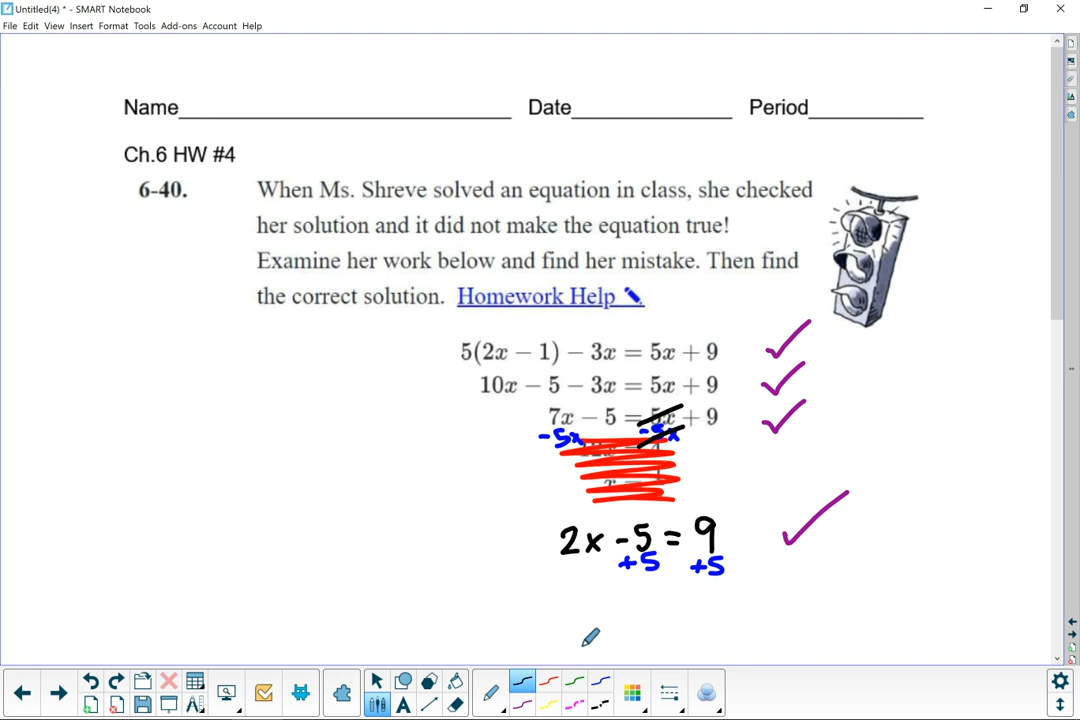 Untitled(4) * - SMART Notebook
File Edit View Insert Format Tools Add-ons Account Help
Name Date Period
Ch.6 HW #4
6-40. When Ms. Shreve solved an equation in class, she checked
her solution and it did not make the equation true!
Examine her work below and find her mistake. Then find
the correct solution. Homework Help
5(2x − 1) − 3x = 5x + 9
10x − 5 − 3x = 5x + 9
7x − 5 = 5x + 9
-5x -5x
2x -5 = 9
+5 +5